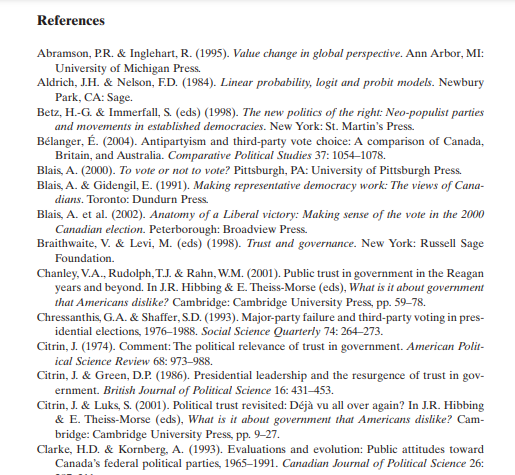 References
Abramson, P.R. & Inglehart, R. (1995). Value change in global perspective. Ann Arbor, MI:
University of Michigan Press.
Aldrich, J.H. & Nelson, F.D. (1984). Linear probability, logit and probit models. Newbury
Park, CA: Sage.
Betz, H.-G. & Immerfall, S. (eds) (1998). The new politics of the right: Neo-populist parties
and movements in established democracies. New York: St. Martin's Press.
Bélanger, É. (2004). Antipartyism and third-party vote choice: A comparison of Canada,
Britain, and Australia. Comparative Political Studies 37: 1054–1078.
Blais, A. (2000). To vote or not to vote? Pittsburgh, PA: University of Pittsburgh Press.
Blais, A. & Gidengil, E. (1991). Making representative democracy work: The views of Cana-
dians. Toronto: Dundurn Press.
Blais, A. et al. (2002). Anatomy of a Liberal victory: Making sense of the vote in the 2000
Canadian election. Peterborough: Broadview Press.
Braithwaite, V. & Levi, M. (eds) (1998). Trust and governance. New York: Russell Sage
Foundation.
Chanley, V.A., Rudolph, T.J. & Rahn, W.M. (2001). Public trust in government in the Reagan
years and beyond. In J.R. Hibbing & E. Theiss-Morse (eds), What is it about government
that Americans dislike? Cambridge: Cambridge University Press, pp. 59–78.
Chressanthis, G.A. & Shaffer, S.D. (1993). Major-party failure and third-party voting in pres-
idential elections, 1976–1988. Social Science Quarterly 74: 264–273.
Citrin, J. (1974). Comment: The political relevance of trust in government. American Polit-
ical Science Review 68: 973–988.
Citrin, J. & Green, D.P. (1986). Presidential leadership and the resurgence of trust in gov-
ernment. British Journal of Political Science 16: 431–453.
Citrin, J. & Luks, S. (2001). Political trust revisited: Déjà vu all over again? In J.R. Hibbing
& E. Theiss-Morse (eds), What is it about government that Americans dislike? Cam-
bridge: Cambridge University Press, pp. 9–27.
Clarke, H.D. & Kornberg, A. (1993). Evaluations and evolution: Public attitudes toward
Canada's federal political parties, 1965–1991. Canadian Journal of Political Science 26: